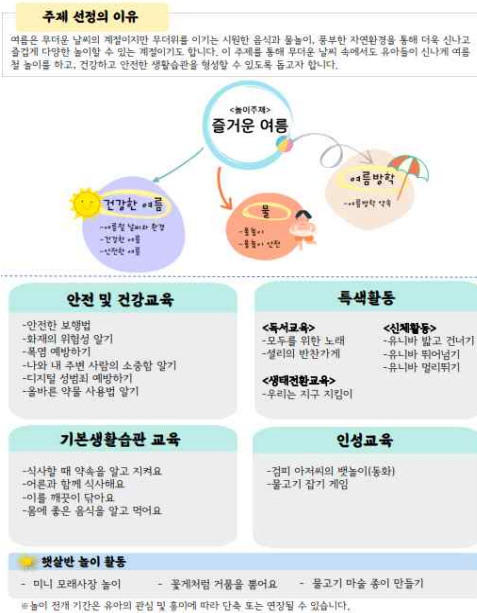 주제 선정의 이유
여름은 무더운 날씨의 계절이지만 무더위를 이기는 시원한 음식과 물놀이, 풍부한 자연환경을 통해 더욱 신나고
즐겁게 다양한 놀이할 수 있는 계절이기도 합니다. 이 주제를 통해 무더운 날씨 속에서도 유아들이 신나게 여름
철 놀이를 하고, 건강하고 안전한 생활습관을 형성할 수 있도록 돕고자 합니다.
<놀이주제>
즐거운 여름
건강한 여름
-여름철 날씨와 환경
-건강한 여름
-안전한 여름
물
-물놀이
-물놀이 안전
여름방학
-여름방학 약속
안전 및 건강교육
-안전한 보행법
-화재의 위험성 알기
-폭염 예방하기
-나와 내 주변 사람의 소중함 알기
-디지털 성범죄 예방하기
-올바른 약물 사용법 알기
특색활동
<독서교육>
-모두를 위한 노래
-샐리의 반찬가게
<생태전환교육>
-우리는 지구 지킴이
<신체활동>
-유니바 밟고 건너기
-유니바 뛰어넘기
-유니바 멀리뛰기
기본생활습관 교육
-식사할 때 약속을 알고 지켜요
-어른과 함께 식사해요
-이를 깨끗이 닦아요
-몸에 좋은 음식을 알고 먹어요
인성교육
-검피 아저씨의 뱃놀이(동화)
-물고기 잡기 게임
햇살반 놀이 활동
- 미니 모래사장 놀이 - 꽃게처럼 거품을 뿜어요 - 물고기 마술 종이 만들기
※놀이 전개 기간은 유아의 관심 및 흥미에 따라 단축 또는 연장될 수 있습니다.